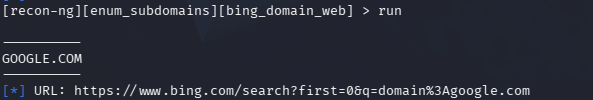 [recon-ng][enum_subdomains][bing_domain_web] > run
----------
GOOGLE.COM
----------
[*] URL: https://www.bing.com/search?first=0&q=domain%3Agoogle.com